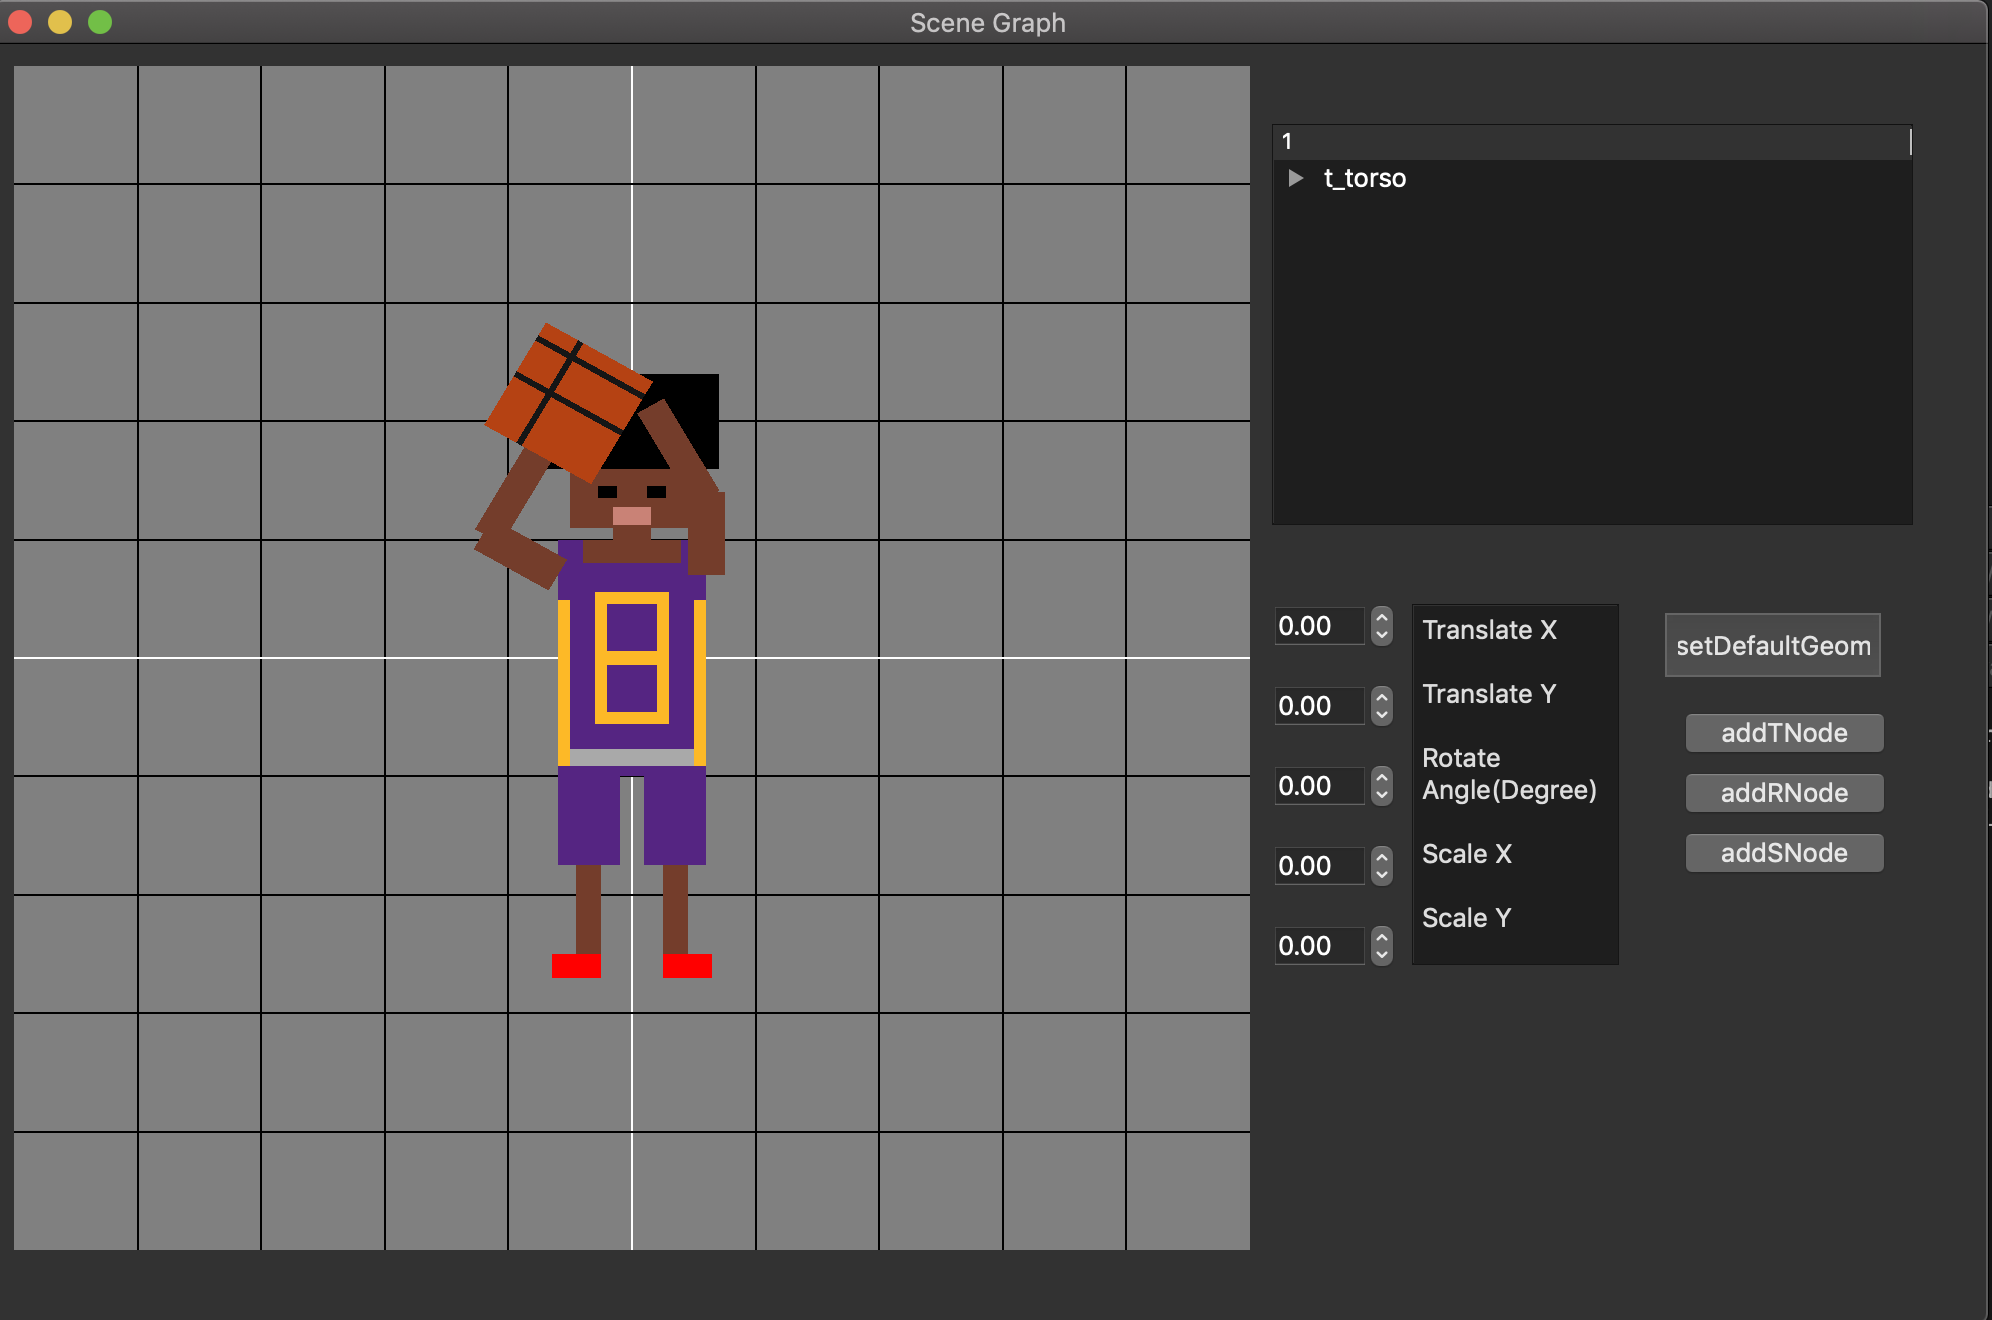 Scene Graph
1
t_torso
0.00
Translate X
setDefaultGeom
0.00
Translate Y
addTNode
0.00
Rotate
Angle(Degree)
addRNode
0.00
Scale X
addSNode
0.00
Scale Y
8